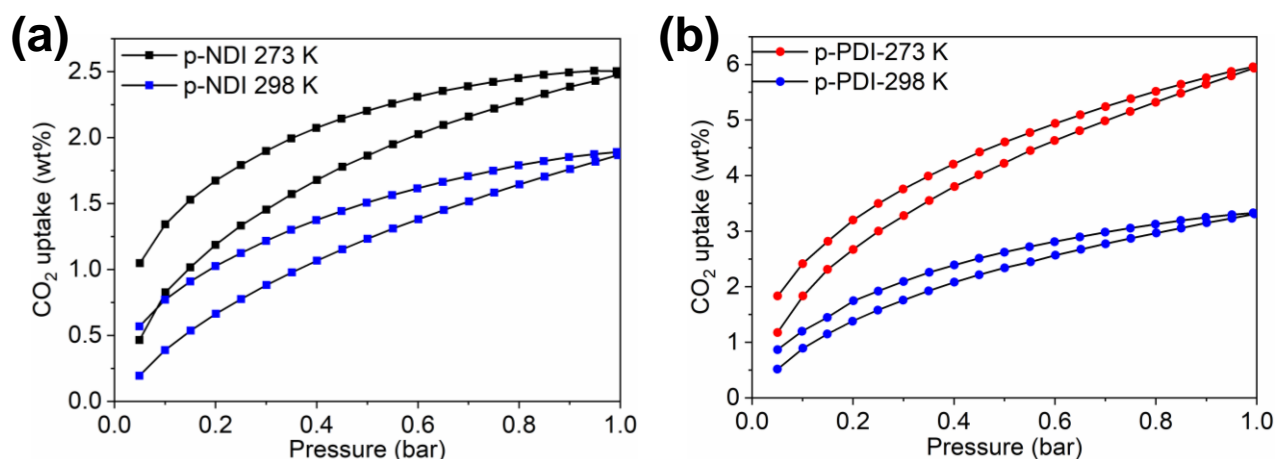 (a)
p-NDI 273 K
p-NDI 298 K
CO2 uptake (wt%)
2.5
2.0
1.5
1.0
0.5
0.0
0.0 0.2 0.4 0.6 0.8 1.0
Pressure (bar)
(b)
p-PDI-273 K
p-PDI-298 K
CO2 uptake (wt%)
6
5
4
3
2
1
0
0.0 0.2 0.4 0.6 0.8 1.0
Pressure (bar)